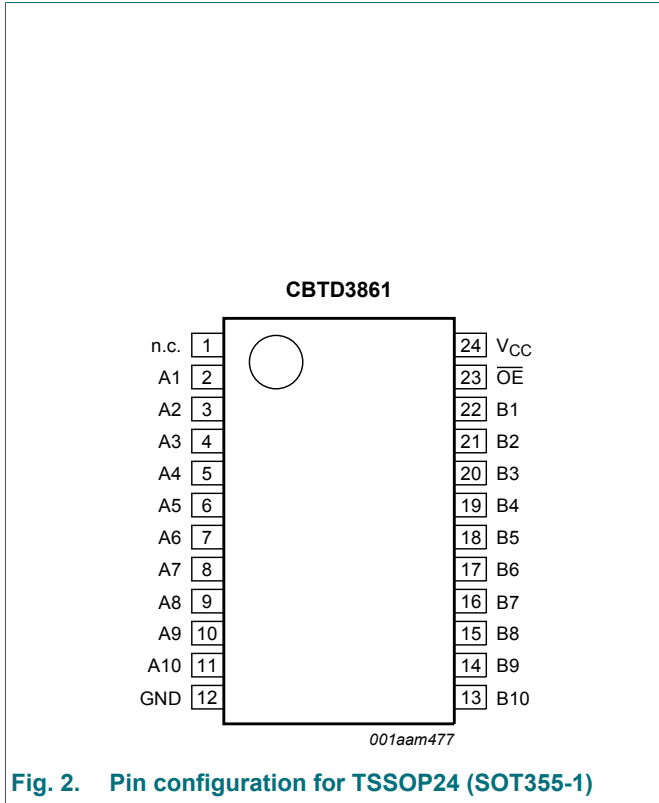 CBTD3861
n.c. 1 24 VCC
A1 2 23 O̅E̅
A2 3 22 B1
A3 4 21 B2
A4 5 20 B3
A5 6 19 B4
A6 7 18 B5
A7 8 17 B6
A8 9 16 B7
A9 10 15 B8
A10 11 14 B9
GND 12 13 B10
001aam477
Fig. 2. Pin configuration for TSSOP24 (SOT355-1)